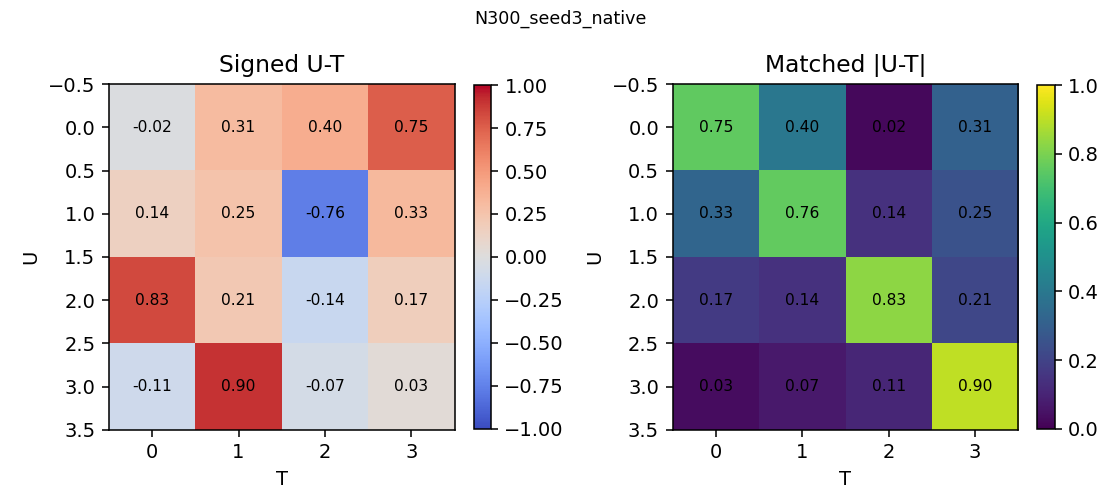 N300_seed3_native
Signed U-T
−0.5
0.0
0.5
1.0
1.5
2.0
2.5
3.0
3.5
U
-0.02 0.31 0.40 0.75
0.14 0.25 -0.76 0.33
0.83 0.21 -0.14 0.17
-0.11 0.90 -0.07 0.03
0 1 2 3
T
1.00
0.75
0.50
0.25
0.00
−0.25
−0.50
−0.75
−1.00
Matched |U-T|
−0.5
0.0
0.5
1.0
1.5
2.0
2.5
3.0
3.5
U
0.75 0.40 0.02 0.31
0.33 0.76 0.14 0.25
0.17 0.14 0.83 0.21
0.03 0.07 0.11 0.90
0 1 2 3
T
1.0
0.8
0.6
0.4
0.2
0.0